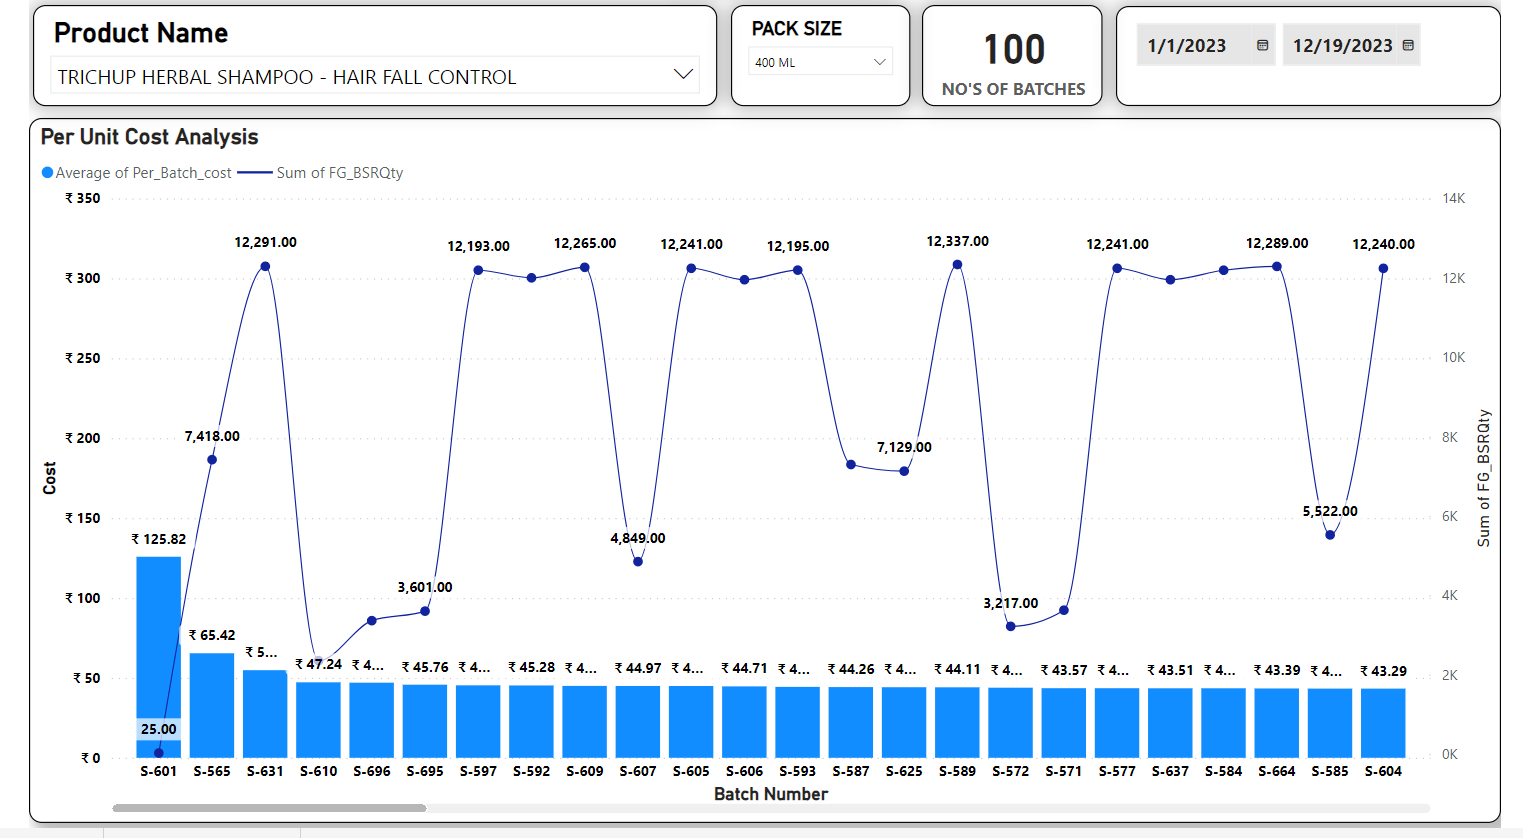 Product Name
TRICHUP HERBAL SHAMPOO - HAIR FALL CONTROL
PACK SIZE
400 ML
100
NO'S OF BATCHES
1/1/2023
12/19/2023
Per Unit Cost Analysis
Average of Per_Batch_cost
Sum of FG_BSRQty
₹ 350
₹ 300
₹ 250
₹ 200
₹ 150
₹ 100
₹ 50
₹ 0
Cost
14K
12K
10K
8K
6K
4K
2K
0K
Sum of FG_BSRQty
25.00
7,418.00
12,291.00
3,601.00
12,193.00
12,265.00
4,849.00
12,241.00
12,195.00
7,129.00
12,337.00
3,217.00
12,241.00
12,289.00
5,522.00
12,240.00
₹ 125.82
₹ 65.42
₹ 5...
₹ 47.24
₹ 4...
₹ 45.76
₹ 4...
₹ 45.28
₹ 4...
₹ 44.97
₹ 4...
₹ 44.71
₹ 4...
₹ 44.26
₹ 4...
₹ 44.11
₹ 4...
₹ 43.57
₹ 4...
₹ 43.51
₹ 4...
₹ 43.39
₹ 4...
₹ 43.29
S-601
S-565
S-631
S-610
S-696
S-695
S-597
S-592
S-609
S-607
S-605
S-606
S-593
S-587
S-625
S-589
S-572
S-571
S-577
S-637
S-584
S-664
S-585
S-604
Batch Number